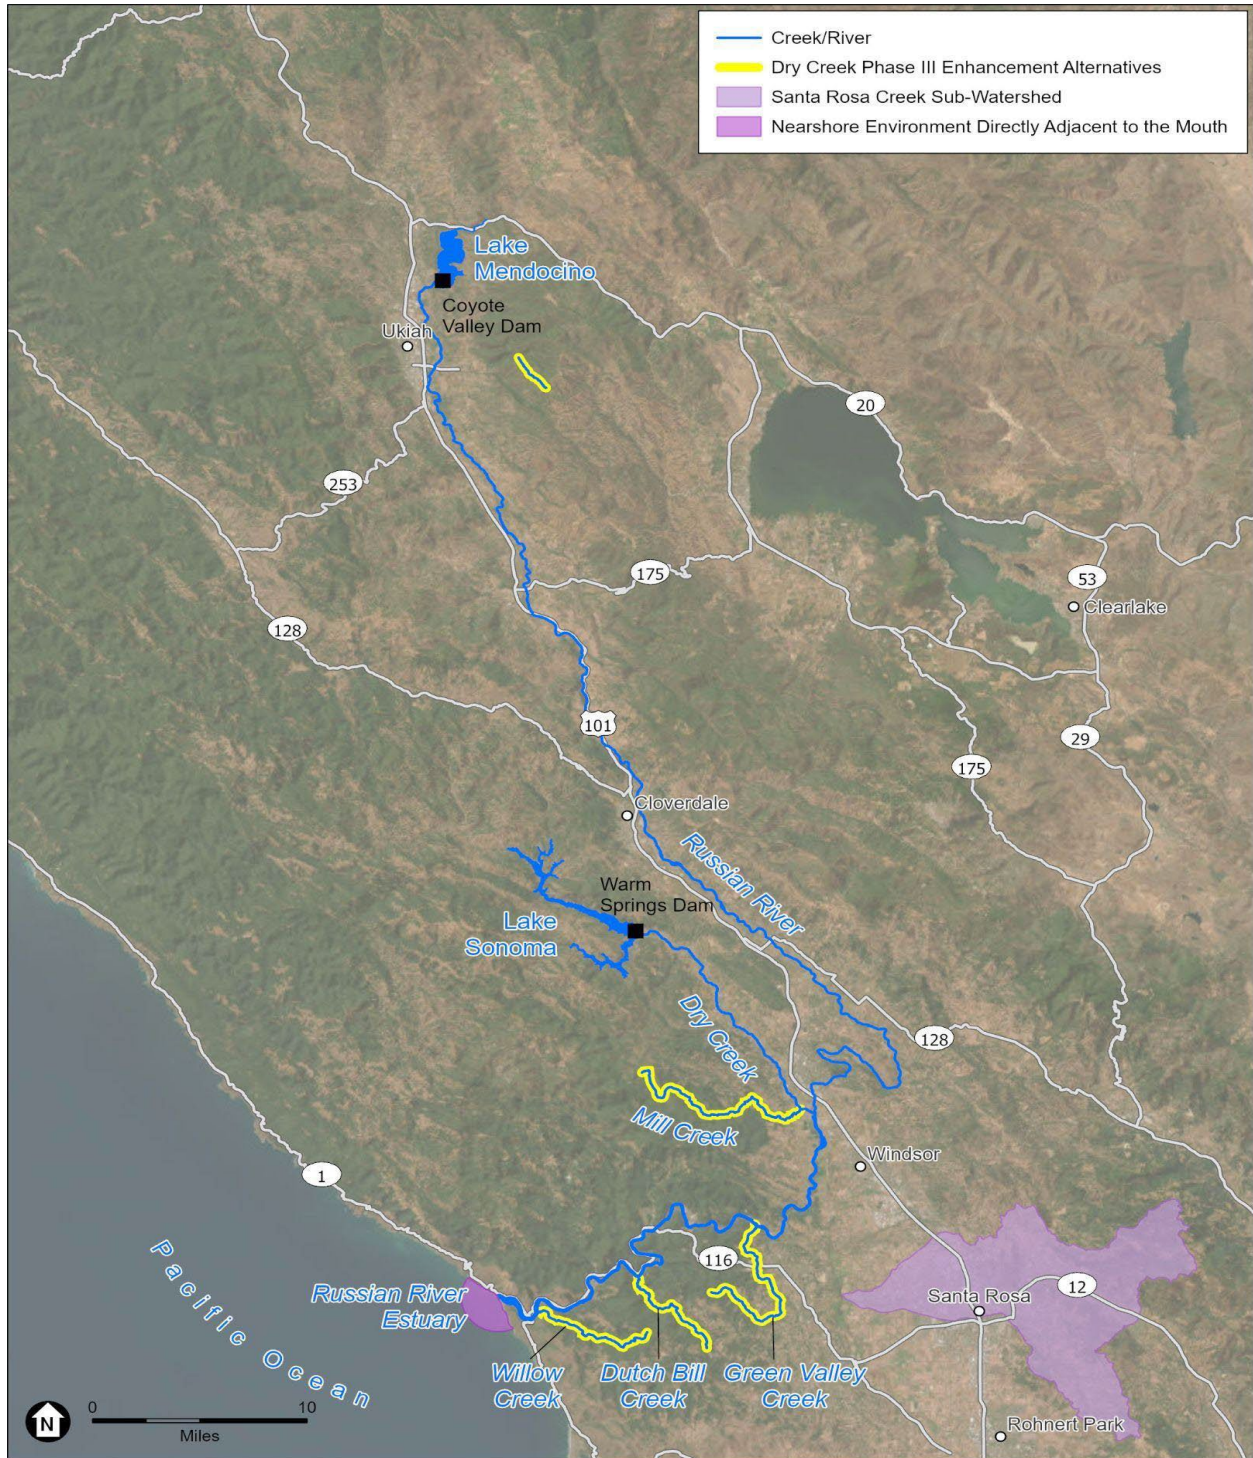 Creek/River
Dry Creek Phase III Enhancement Alternatives
Santa Rosa Creek Sub-Watershed
Nearshore Environment Directly Adjacent to the Mouth
Lake
Mendocino
Coyote
Valley Dam
Ukiah
20
253
175
53
Clearlake
128
101
29
175
Cloverdale
Russian River
Warm
Springs Dam
Lake
Sonoma
Dry Creek
128
Mill Creek
Windsor
1
116
12
Pacific Ocean
Russian River
Estuary
Santa Rosa
Willow
Creek
Dutch Bill
Creek
Green Valley
Creek
Rohnert Park
N
0 10
Miles